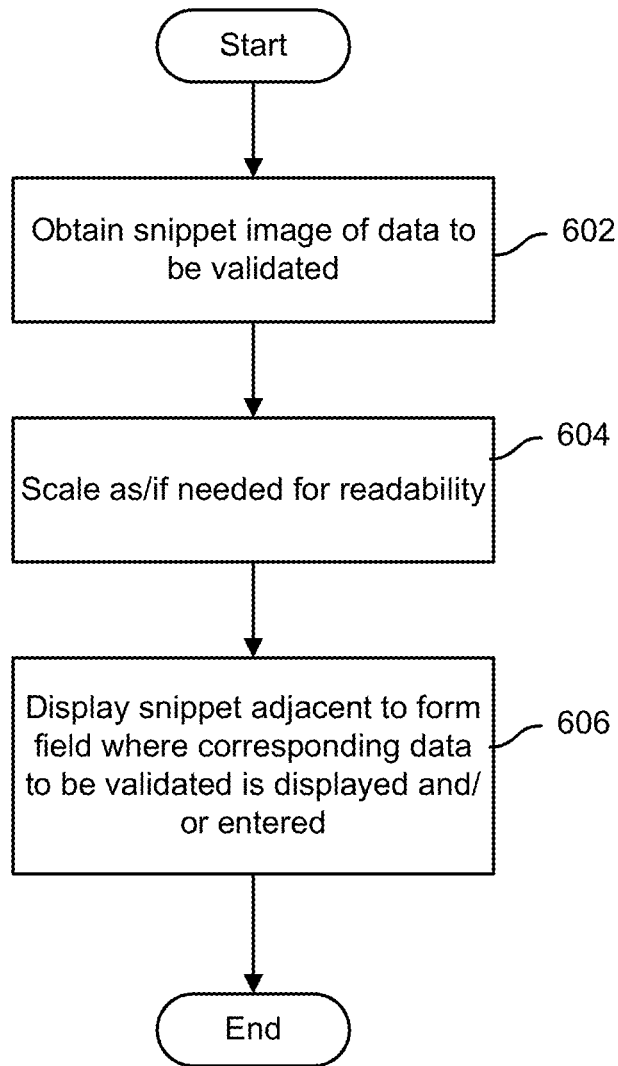 Start
Obtain snippet image of data to
be validated
602
Scale as/if needed for readability
604
Display snippet adjacent to form
field where corresponding data
to be validated is displayed and/
or entered
606
End